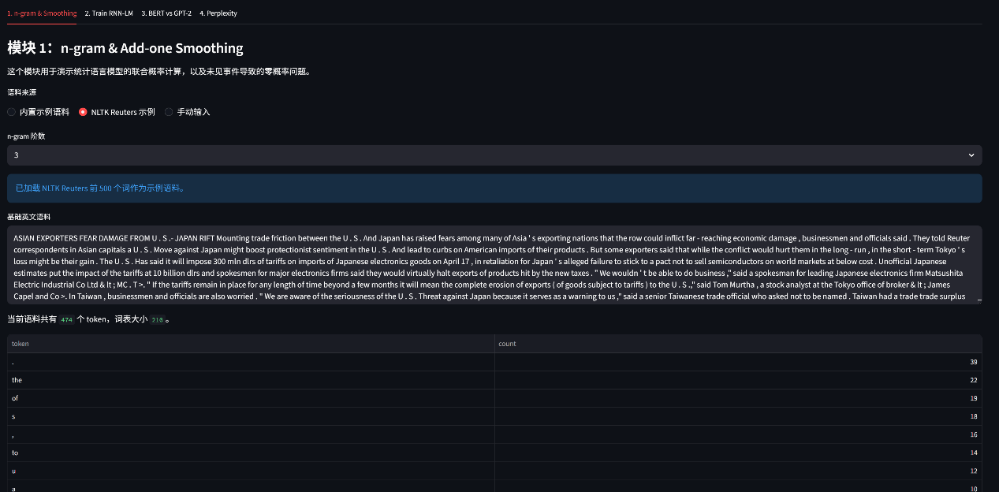 1. n-gram & Smoothing 2. Train RNN-LM 3. BERT vs GPT-2 4. Perplexity
模块 1：n-gram & Add-one Smoothing
这个模块用于演示统计语言模型的联合概率计算，以及未见事件导致的零概率问题。
语料来源
内置示例语料 NLTK Reuters 示例 手动输入
n-gram 阶数
3
已加载 NLTK Reuters 前 500 个词作为示例语料。
基础英文语料
ASIAN EXPORTERS FEAR DAMAGE FROM U . S .- JAPAN RIFT Mounting trade friction between the U . S . And Japan has raised fears among many of Asia ' s exporting nations that the row could inflict far - reaching economic damage , businessmen and officials said . They told Reuter
correspondents in Asian capitals a U . S . Move against Japan might boost protectionist sentiment in the U . S . And lead to curbs on American imports of their products . But some exporters said that while the conflict would hurt them in the long - run , in the short - term Tokyo ' s
loss might be their gain . The U . S . Has said it will impose 300 mln dlrs of tariffs on imports of Japanese electronics goods on April 17 , in retaliation for Japan ' s alleged failure to stick to a pact not to sell semiconductors on world markets at below cost . Unofficial Japanese
estimates put the impact of the tariffs at 10 billion dlrs and spokesmen for major electronics firms said they would virtually halt exports of products hit by the new taxes . " We wouldn ' t be able to do business ," said a spokesman for leading Japanese electronics firm Matsushita
Electric Industrial Co Ltd & lt ; MC . T >. " If the tariffs remain in place for any length of time beyond a few months it will mean the complete erosion of exports ( of goods subject to tariffs ) to the U . S .," said Tom Murtha , a stock analyst at the Tokyo office of broker & lt ; James
Capel and Co >. In Taiwan , businessmen and officials are also worried . " We are aware of the seriousness of the U . S . Threat against Japan because it serves as a warning to us ," said a senior Taiwanese trade official who asked not to be named . Taiwan had a trade trade surplus
当前语料共有 474 个 token，词表大小 210 。
token count
. 39
the 22
of 19
s 18
, 16
to 14
u 12
a 10